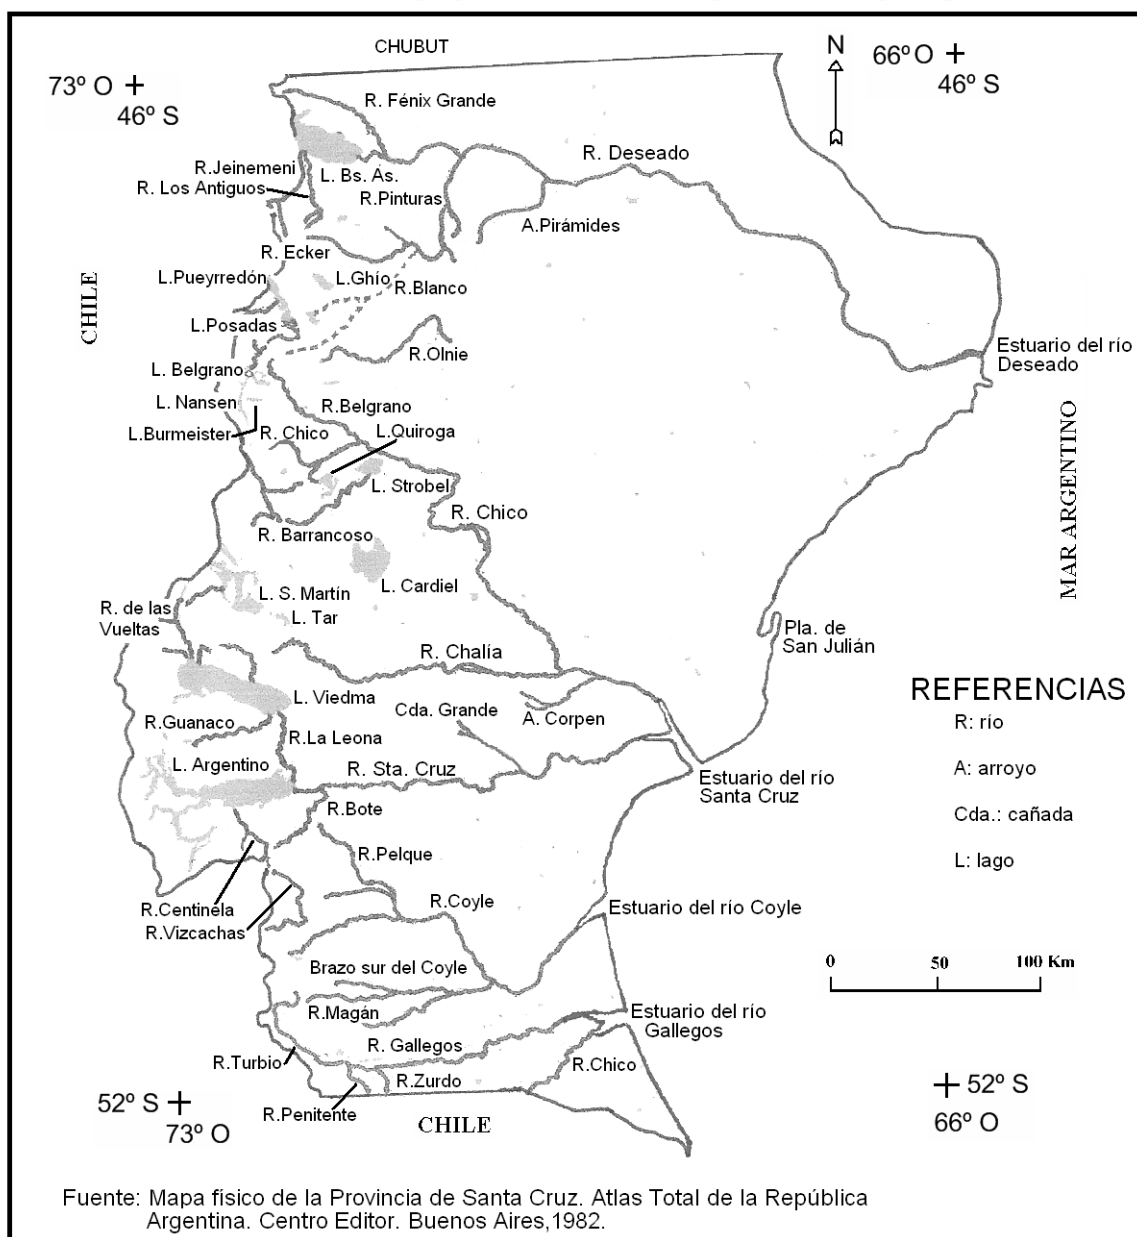 CHUBUT
N
73º O
46º S
66º O
46º S
R. Fénix Grande
R. Deseado
R.Jeinemeni
R. Los Antiguos
L. Bs. As.
R.Pinturas
A.Pirámides
R. Ecker
L.Pueyrredón
L.Ghío
R.Blanco
CHILE
L.Posadas
R.Olnie
Estuario del río
Deseado
L. Belgrano
L. Nansen
R.Belgrano
L.Burmeister
R. Chico
L.Quiroga
MAR ARGENTINO
L. Strobel
R. Chico
R. Barrancoso
L. Cardiel
L. S. Martín
L. Tar
R. de las
Vueltas
Pla. de
San Julián
R. Chalía
L. Viedma
Cda. Grande
A. Corpen
R.Guanaco
R.La Leona
L. Argentino
R. Sta. Cruz
Estuario del río
Santa Cruz
R.Bote
R.Pelque
R.Centinela
R.Vizcachas
R.Coyle
Estuario del río Coyle
Brazo sur del Coyle
R.Magán
Estuario del río
Gallegos
R. Gallegos
R.Turbio
R.Chico
R.Zurdo
R.Penitente
CHILE
REFERENCIAS
R: río
A: arroyo
Cda.: cañada
L: lago
0 50 100 Km
52º S
73º O
52º S
66º O
Fuente: Mapa físico de la Provincia de Santa Cruz. Atlas Total de la República
Argentina. Centro Editor. Buenos Aires,1982.